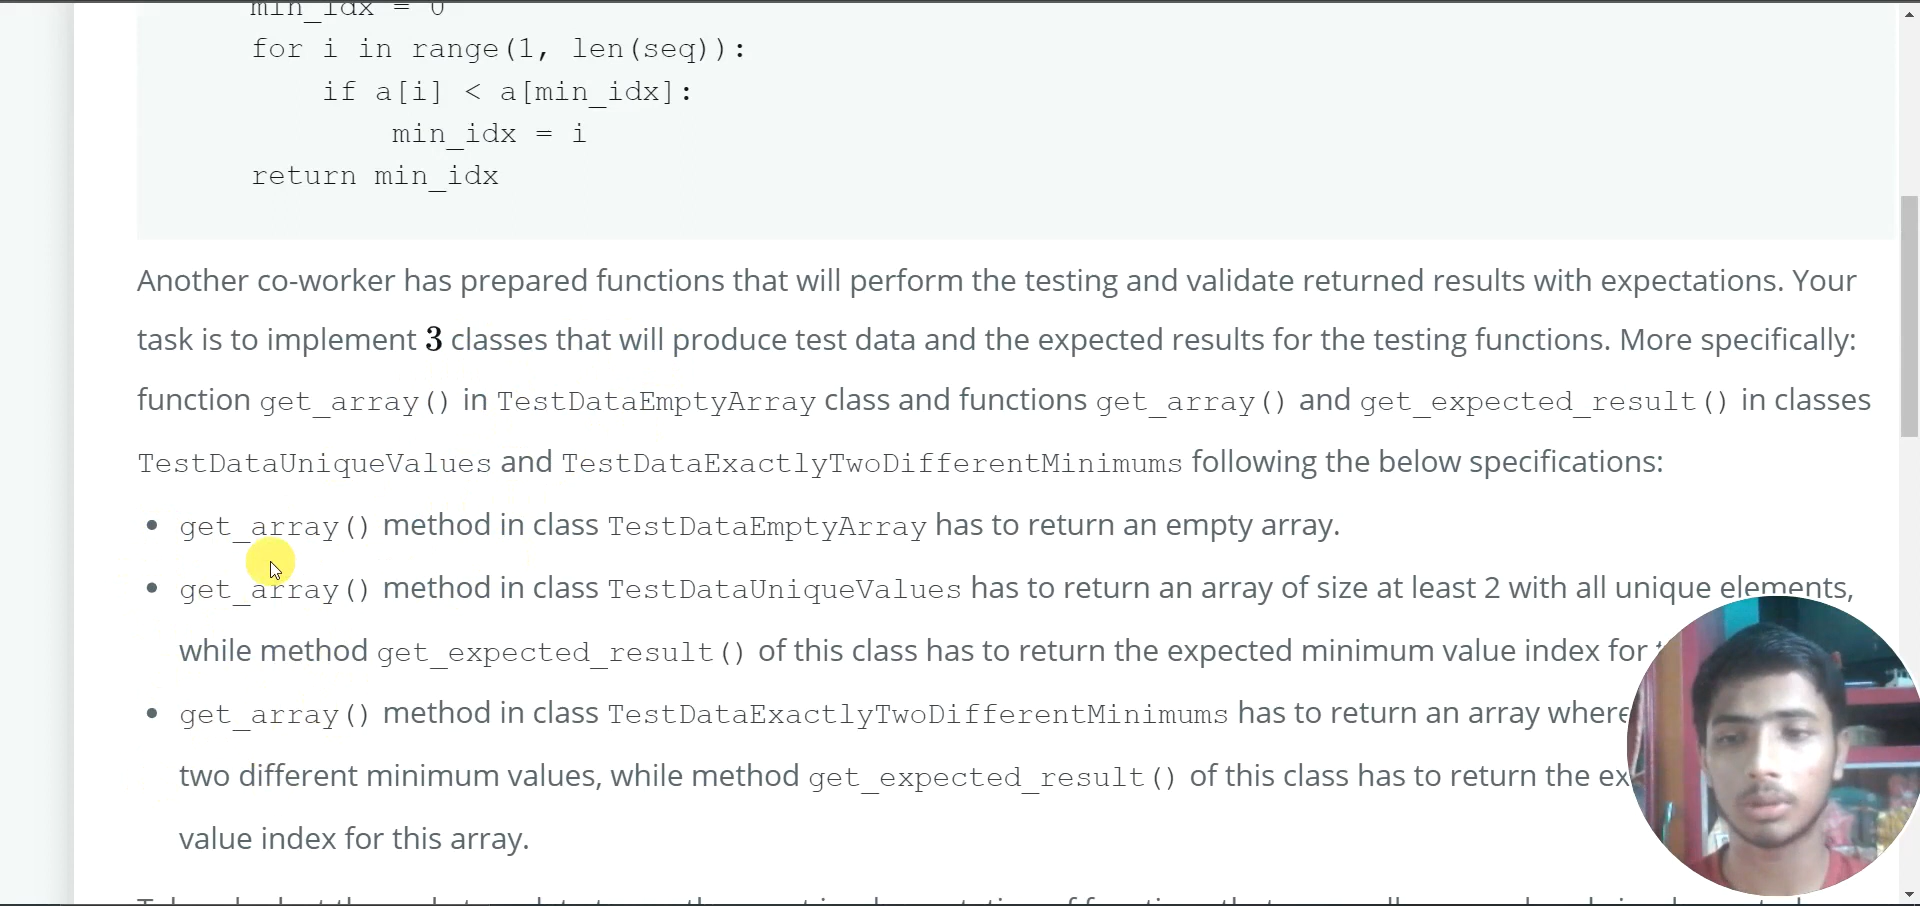 min_idx = 0
for i in range(1, len(seq)):
if a[i] < a[min_idx]:
min_idx = i
return min_idx
Another co-worker has prepared functions that will perform the testing and validate returned results with expectations. Your
task is to implement 3 classes that will produce test data and the expected results for the testing functions. More specifically:
function get_array() in TestDataEmptyArray class and functions get_array() and get_expected_result() in classes
TestDataUniqueValues and TestDataExactlyTwoDifferentMinimums following the below specifications:
• get_array() method in class TestDataEmptyArray has to return an empty array.
• get_array() method in class TestDataUniqueValues has to return an array of size at least 2 with all unique elements,
while method get_expected_result() of this class has to return the expected minimum value index for
• get_array() method in class TestDataExactlyTwoDifferentMinimums has to return an array where
two different minimum values, while method get_expected_result() of this class has to return the ex
value index for this array.